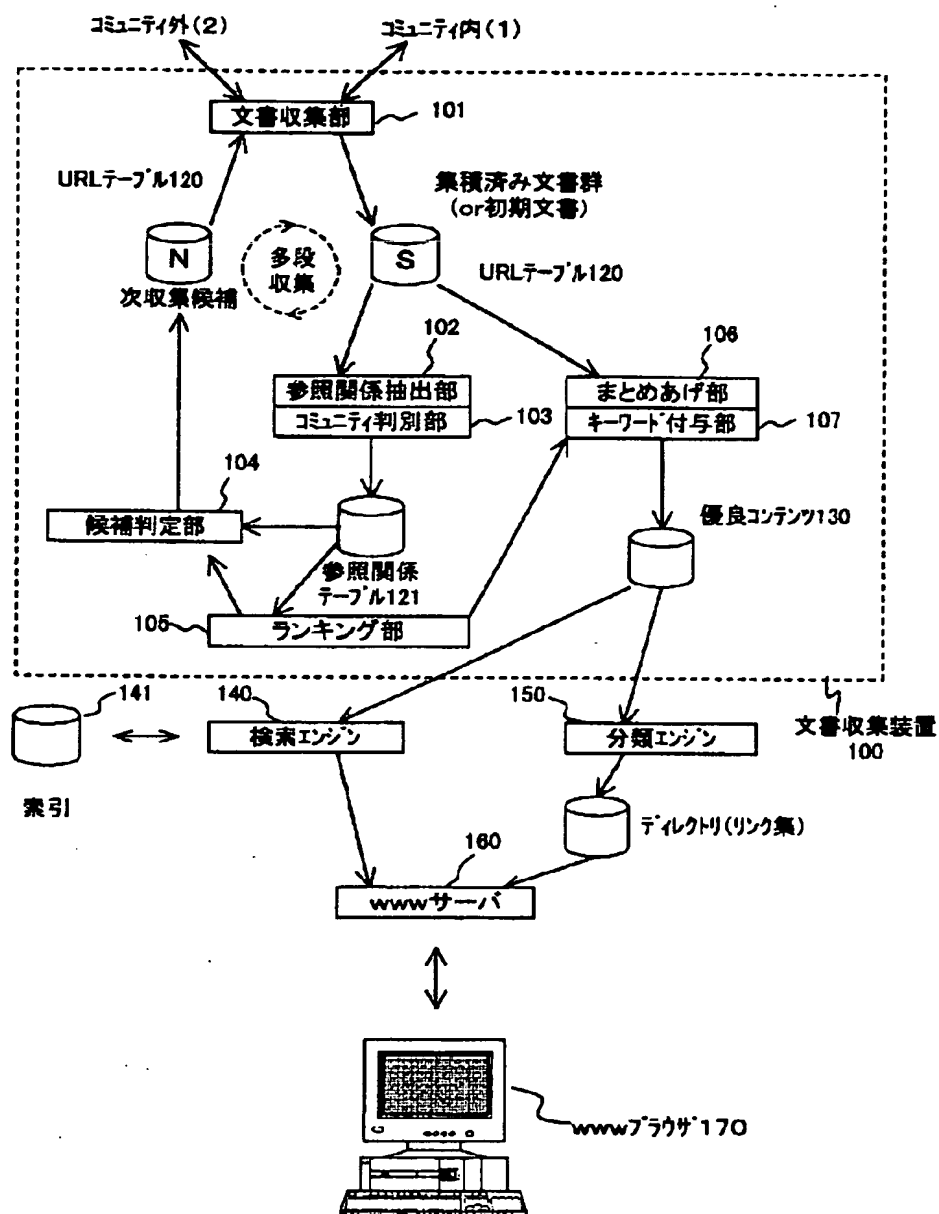 コミュニティ外(2)
コミュニティ内(1)
文書収集部
101
URLテーブル120
集積済み文書群
(or初期文書)
多段
収集
N
S
URLテーブル120
次収集候補
102
106
参照関係抽出部
まとめあげ部
コミュニティ判別部
103
キーワード付与部
107
104
候補判定部
優良コンテンツ130
参照関係
テーブル121
105
ランキング部
141
140
150
検索エンジン
分類エンジン
文書収集装置
100
索引
ディレクトリ(リンク集)
160
wwwサーバ
wwwブラウザ170